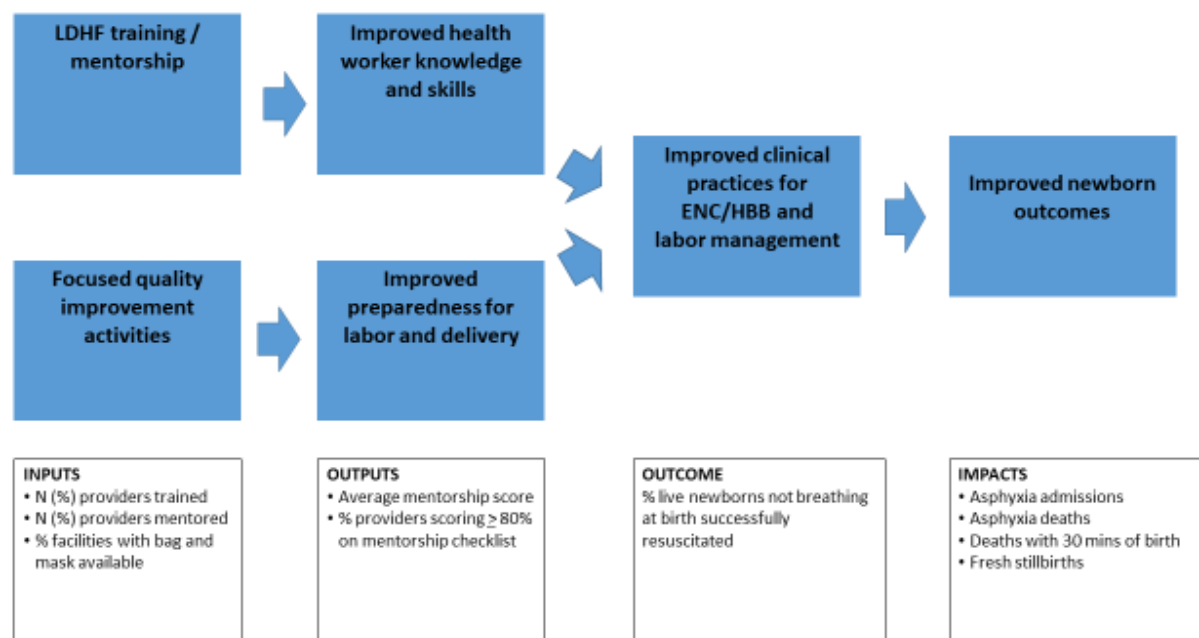 LDHF training /
mentorship
Improved health
worker knowledge
and skills
Improved clinical
practices for
ENC/HBB and
labor management
Improved newborn
outcomes
Focused quality
improvement
activities
Improved
preparedness for
labor and delivery
INPUTS
• N (%) providers trained
• N (%) providers mentored
• % facilities with bag and
mask available
OUTPUTS
• Average mentorship score
• % providers scoring ≥ 80%
on mentorship checklist
OUTCOME
% live newborns not breathing
at birth successfully
resuscitated
IMPACTS
• Asphyxia admissions
• Asphyxia deaths
• Deaths with 30 mins of birth
• Fresh stillbirths